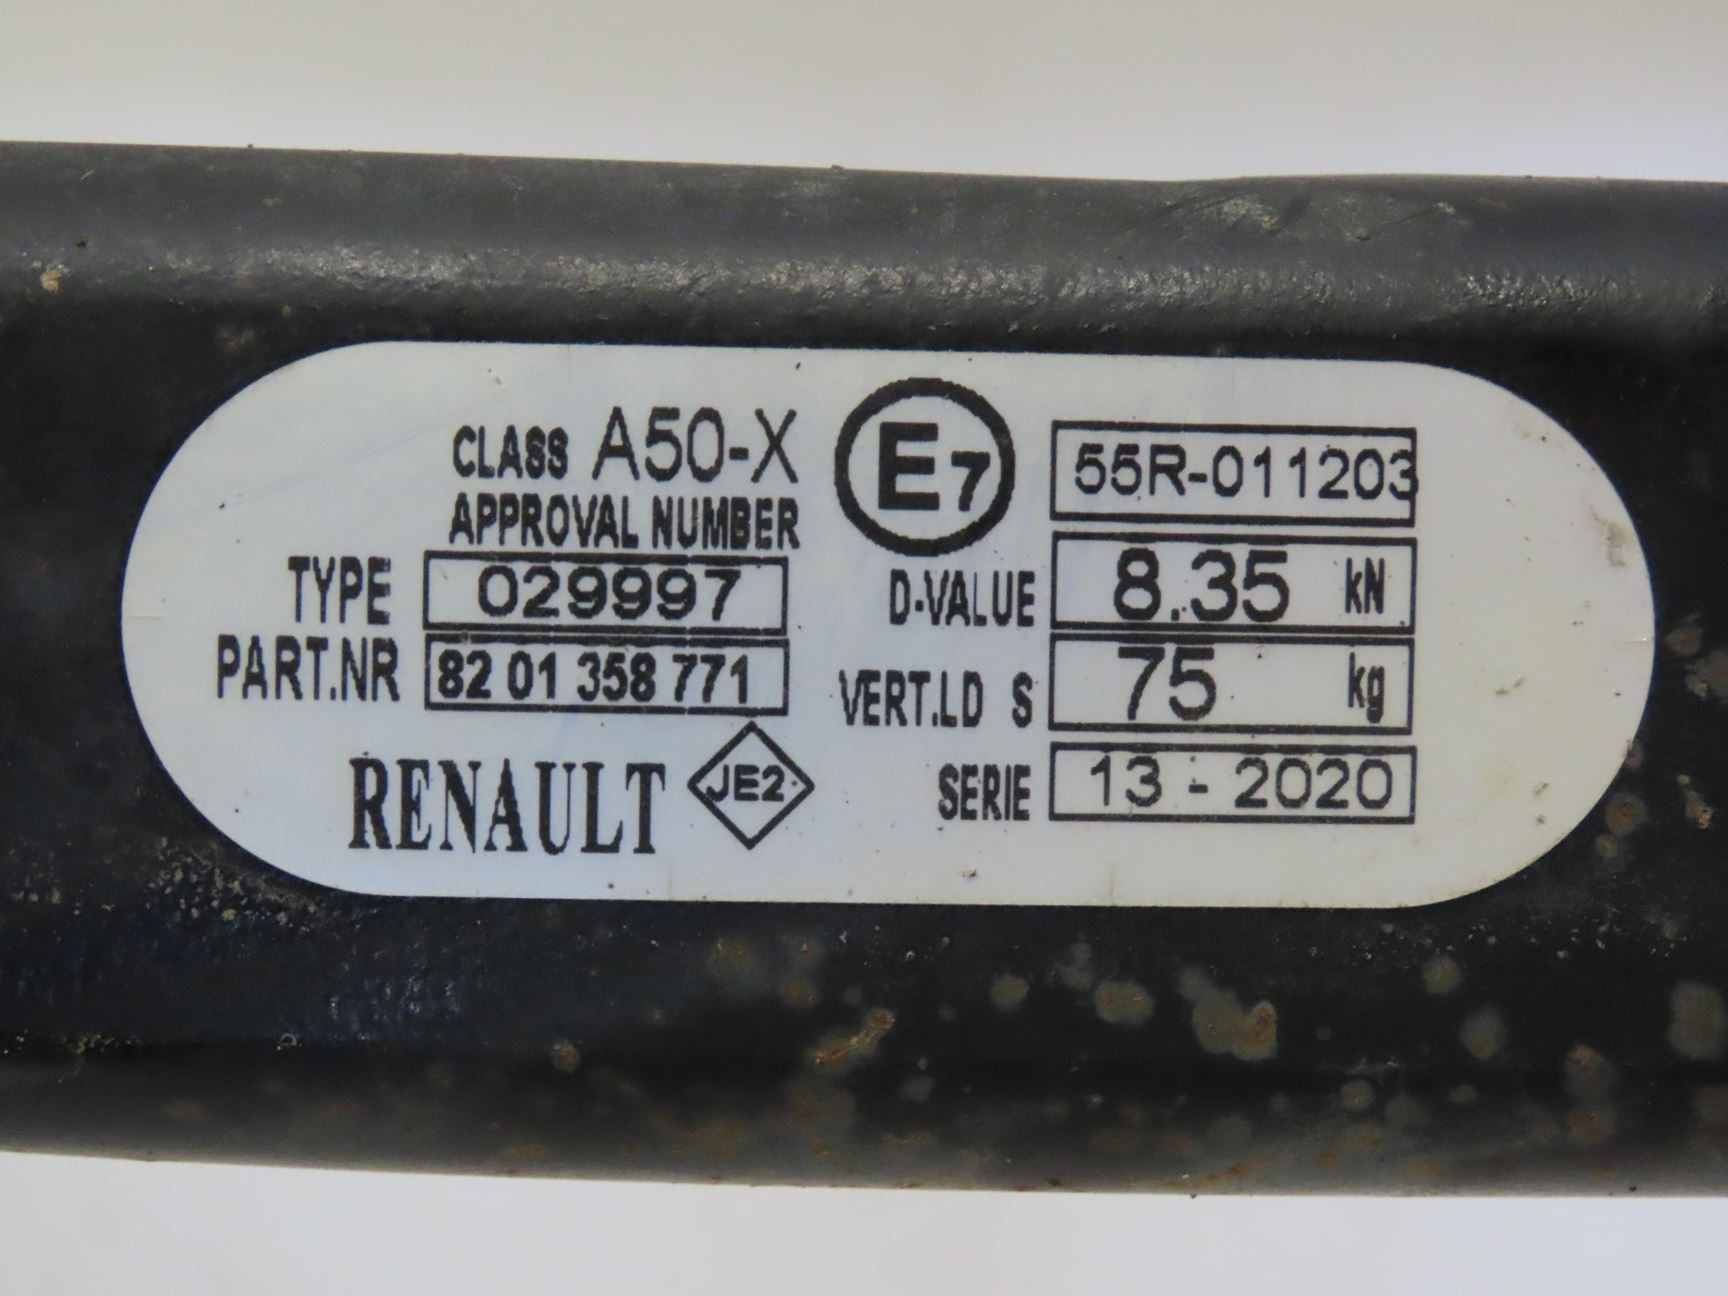 CLASS A50-X
APPROVAL NUMBER
E7 55R-011203
TYPE 029997
D-VALUE 8.35 kN
PART.NR 82 01 358 771
VERT.LD S 75 kg
RENAULT JE2
SERIE 13 - 2020